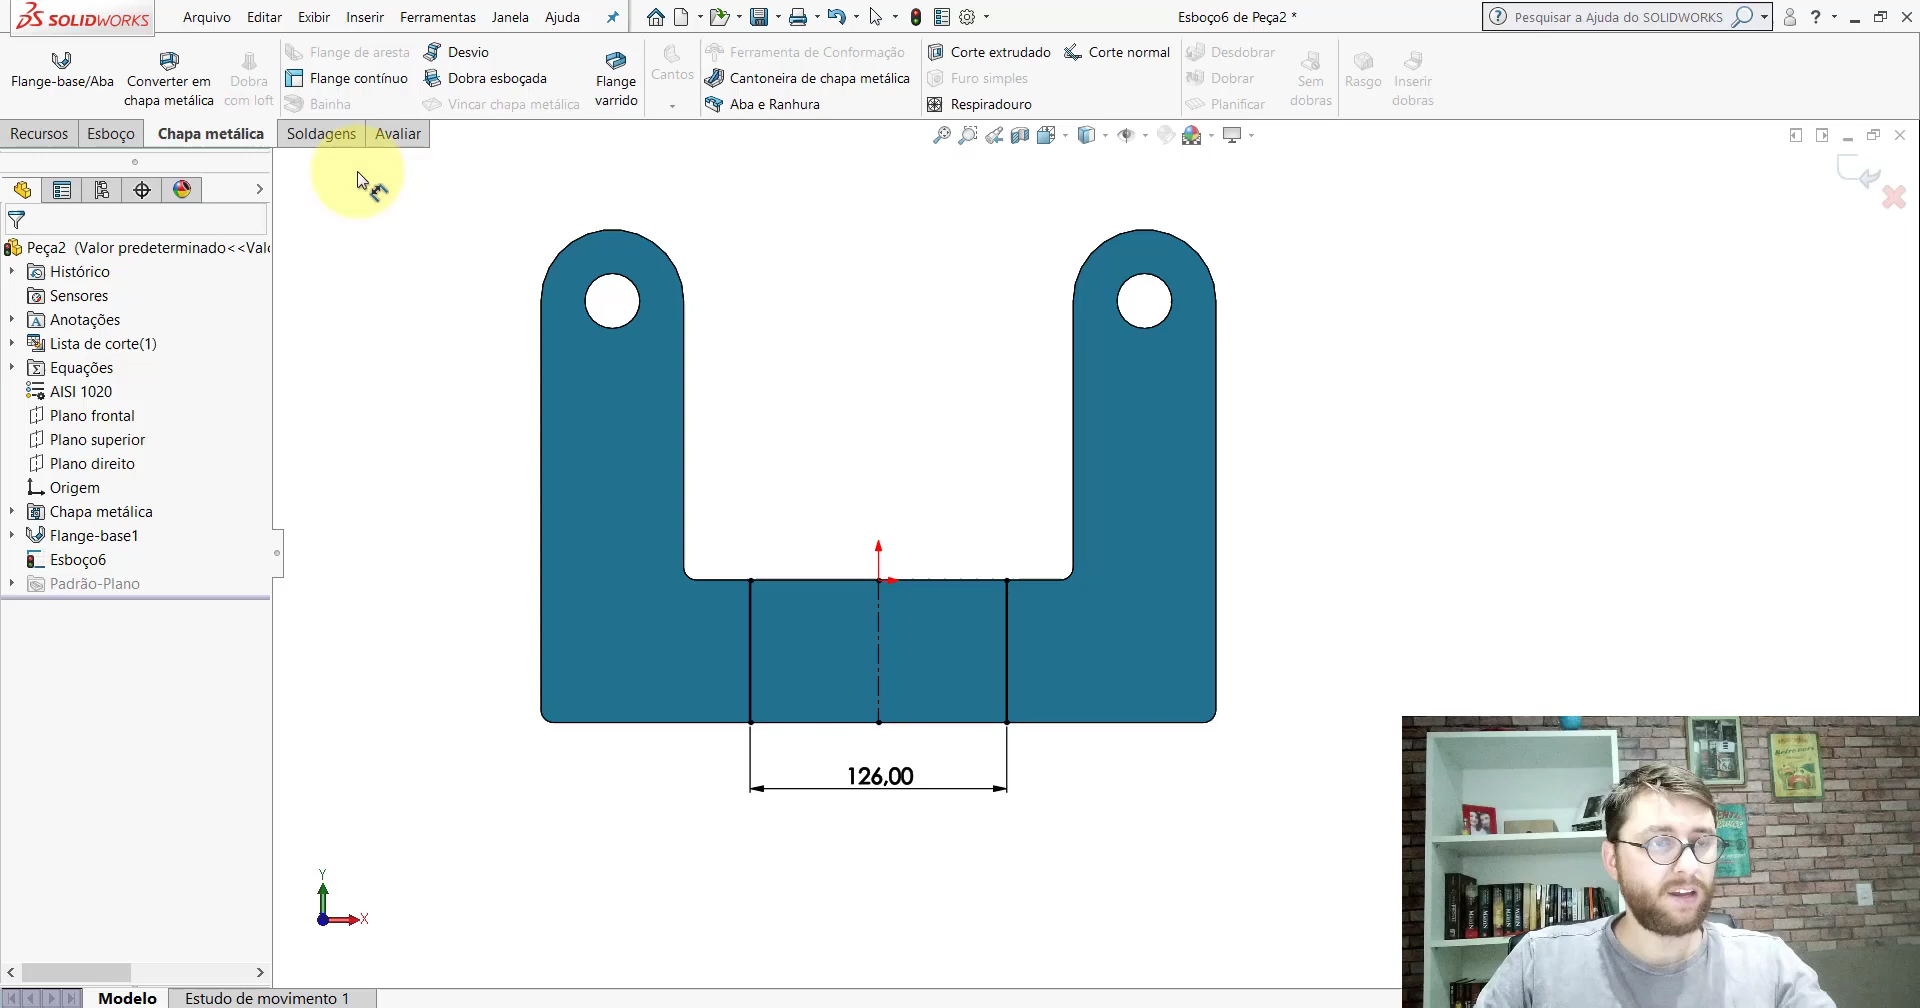 SOLIDWORKS
Arquivo Editar Exibir Inserir Ferramentas Janela Ajuda
Esboço6 de Peça2 *
Pesquisar a Ajuda do SOLIDWORKS
Flange-base/Aba
Converter em
chapa metálica
Dobra
com loft
Flange de aresta
Flange contínuo
Bainha
Desvio
Dobra esboçada
Vincar chapa metálica
Flange
varrido
Cantos
Ferramenta de Conformação
Cantoneira de chapa metálica
Aba e Ranhura
Corte extrudado
Furo simples
Respiradouro
Corte normal
Desdobrar
Dobrar
Planificar
Sem
dobras
Rasgo
Inserir
dobras
Recursos Esboço Chapa metálica Soldagens Avaliar
Peça2 (Valor predeterminado<<Valo
Histórico
Sensores
Anotações
Lista de corte(1)
Equações
AISI 1020
Plano frontal
Plano superior
Plano direito
Origem
Chapa metálica
Flange-base1
Esboço6
Padrão-Plano
126,00
Y
X
Modelo Estudo de movimento 1